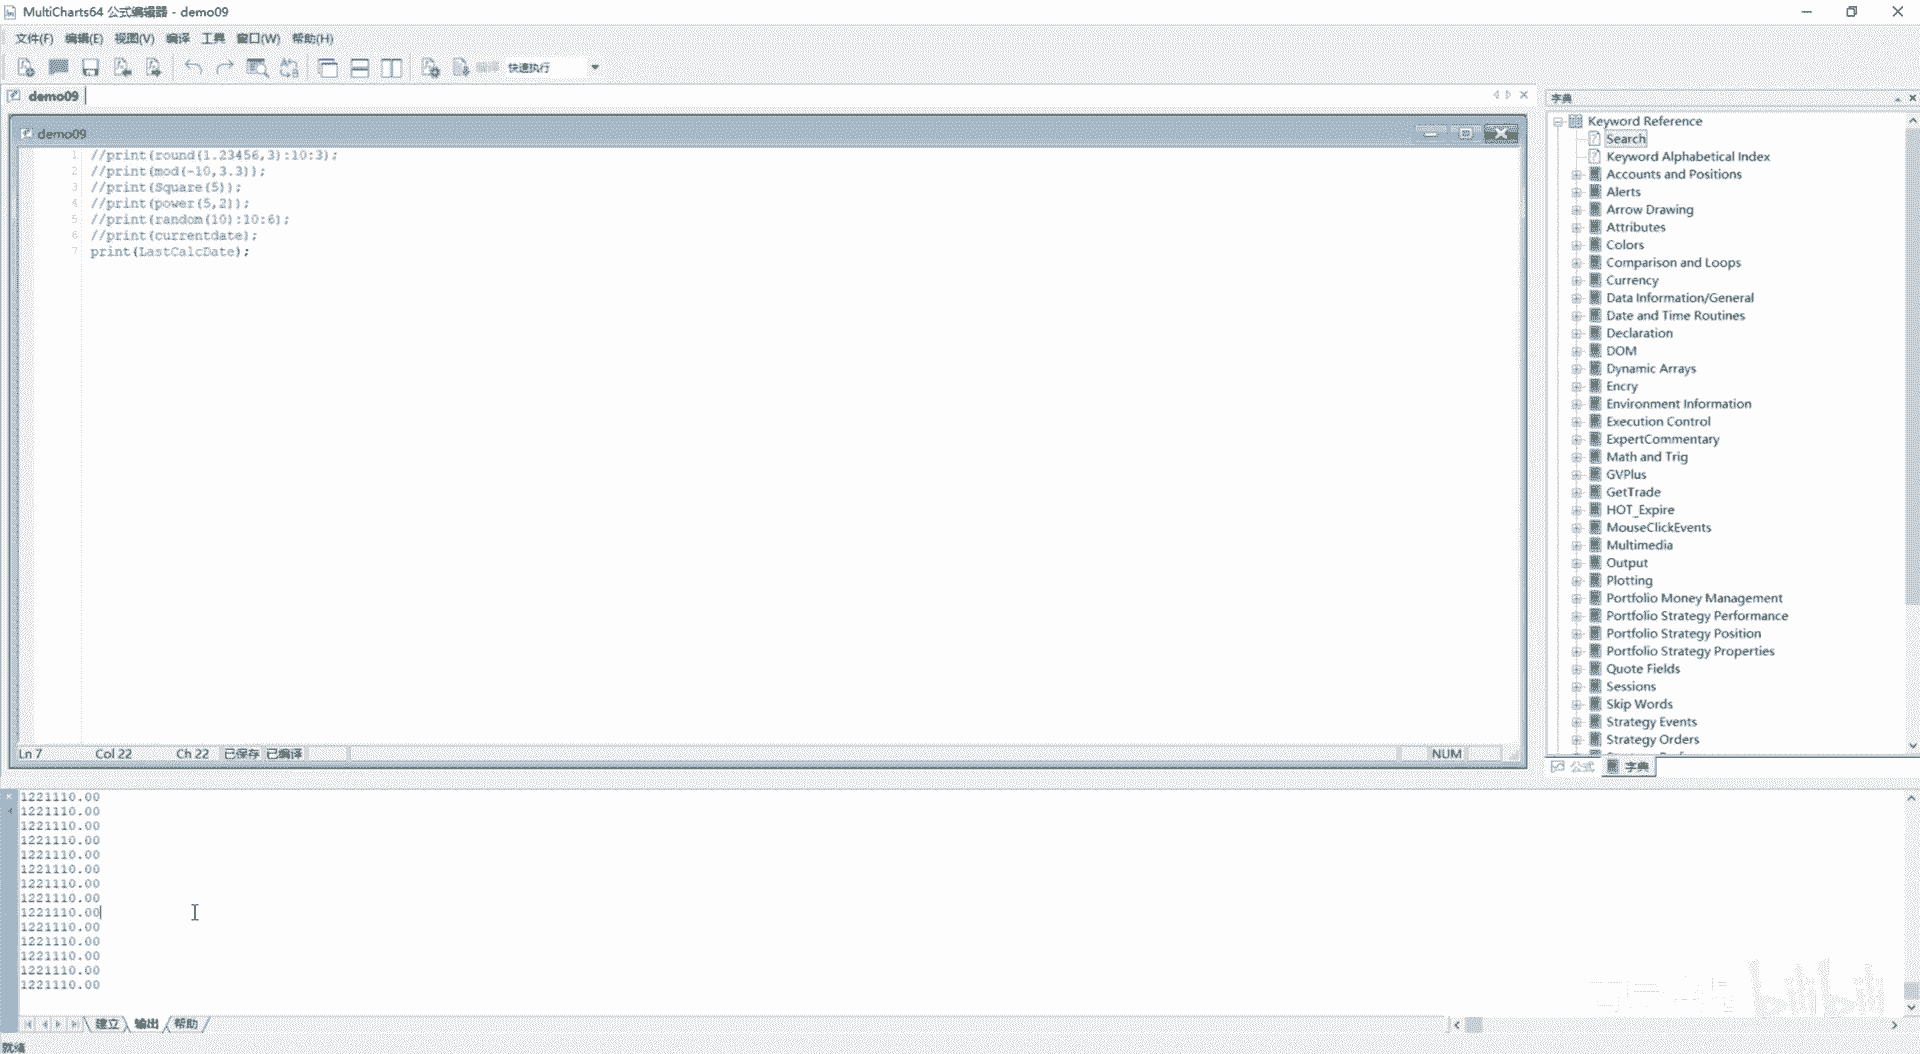 MultiCharts64 公式编辑器 - demo09
文件(F) 编辑(E) 视图(V) 编译 工具 窗口(W) 帮助(H)
编译 快速执行
demo09
demo09
1 //print(round(1.23456,3):10:3);
2 //print(mod(-10,3.3));
3 //print(Square(5));
4 //print(power(5,2));
5 //print(random(10):10:6);
6 //print(currentdate);
7 print(LastCalcDate);
Ln 7 Col 22 Ch 22 已保存 已编译 NUM
字典
Keyword Reference
Search
Keyword Alphabetical Index
Accounts and Positions
Alerts
Arrow Drawing
Attributes
Colors
Comparison and Loops
Currency
Data Information/General
Date and Time Routines
Declaration
DOM
Dynamic Arrays
Encry
Environment Information
Execution Control
ExpertCommentary
Math and Trig
GVPlus
GetTrade
HOT_Expire
MouseClickEvents
Multimedia
Output
Plotting
Portfolio Money Management
Portfolio Strategy Performance
Portfolio Strategy Position
Portfolio Strategy Properties
Quote Fields
Sessions
Skip Words
Strategy Events
Strategy Orders
公式 字典
1221110.00
1221110.00
1221110.00
1221110.00
1221110.00
1221110.00
1221110.00
1221110.00
1221110.00
1221110.00
1221110.00
1221110.00
1221110.00
1221110.00
bilibili
建立 输出 帮助
就绪